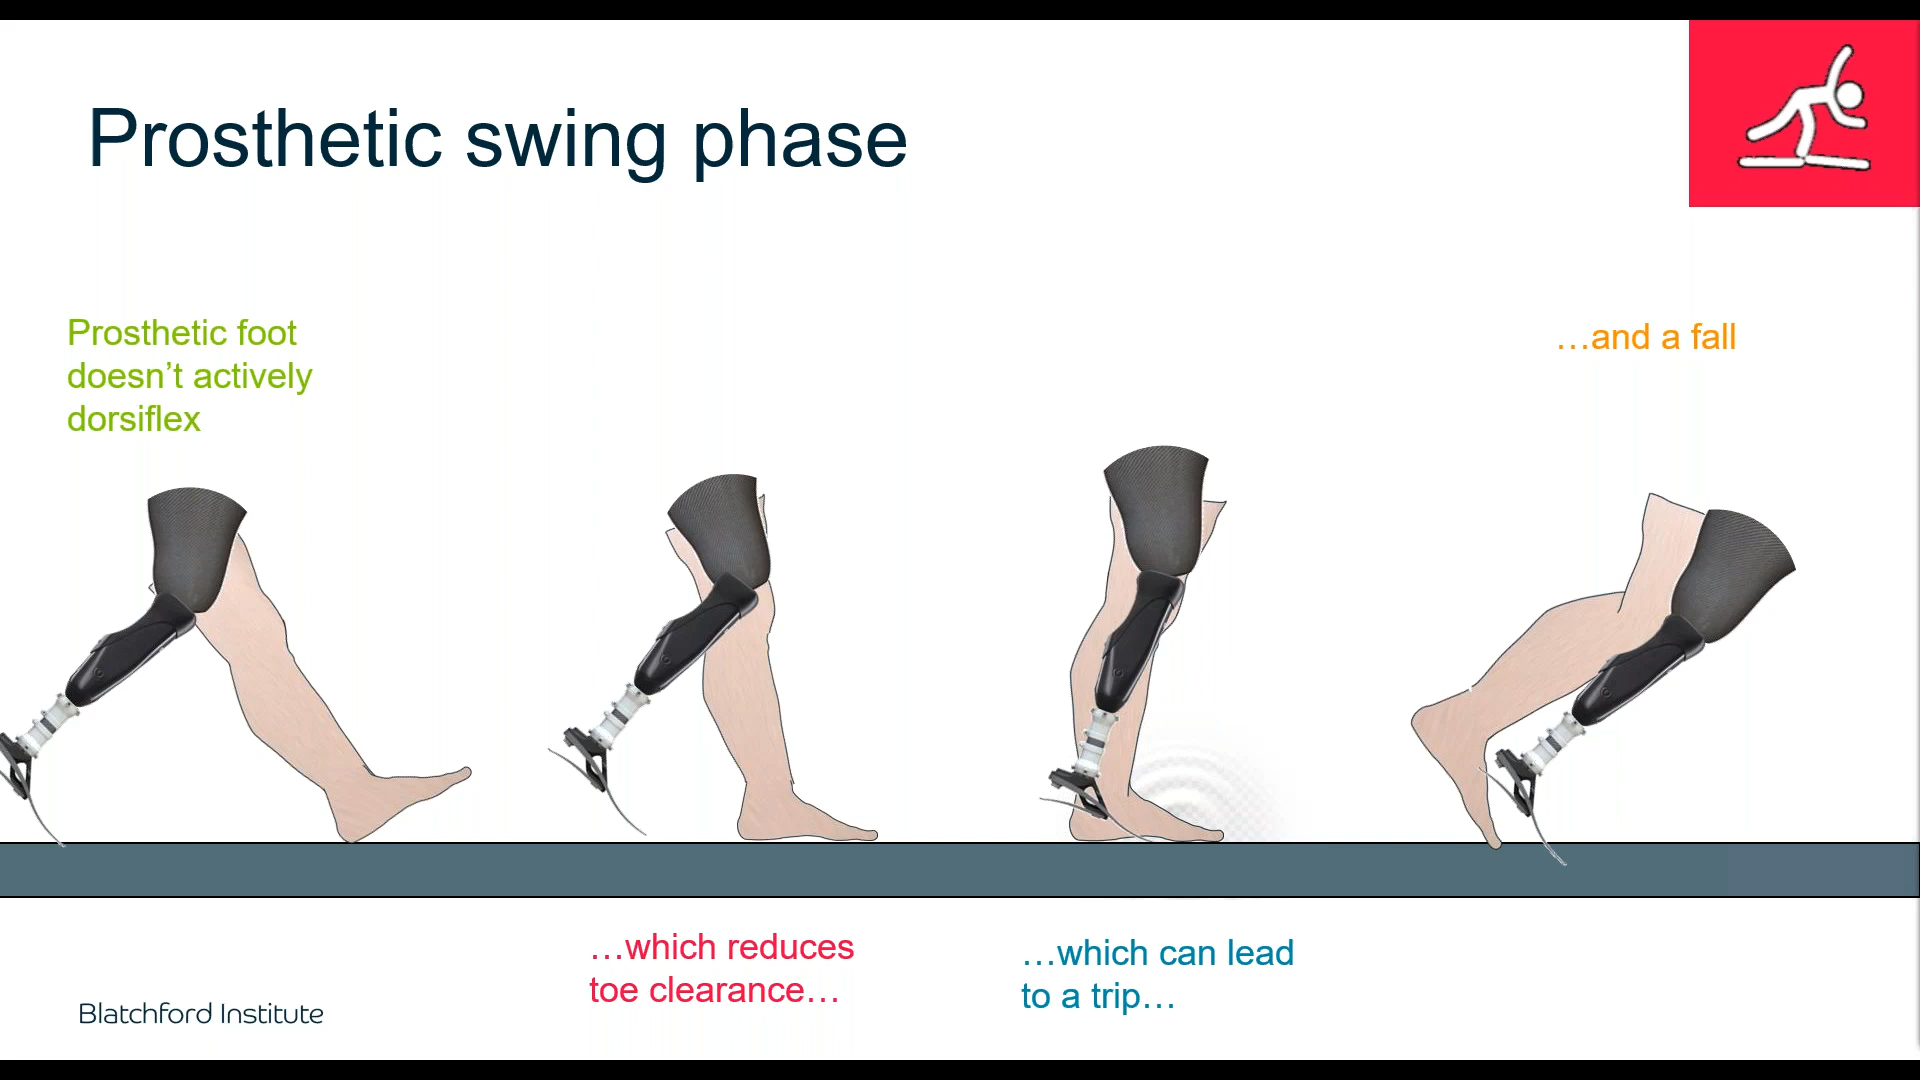 Prosthetic swing phase
Prosthetic foot
doesn’t actively
dorsiflex
…which reduces
toe clearance…
…which can lead
to a trip…
…and a fall
Blatchford Institute